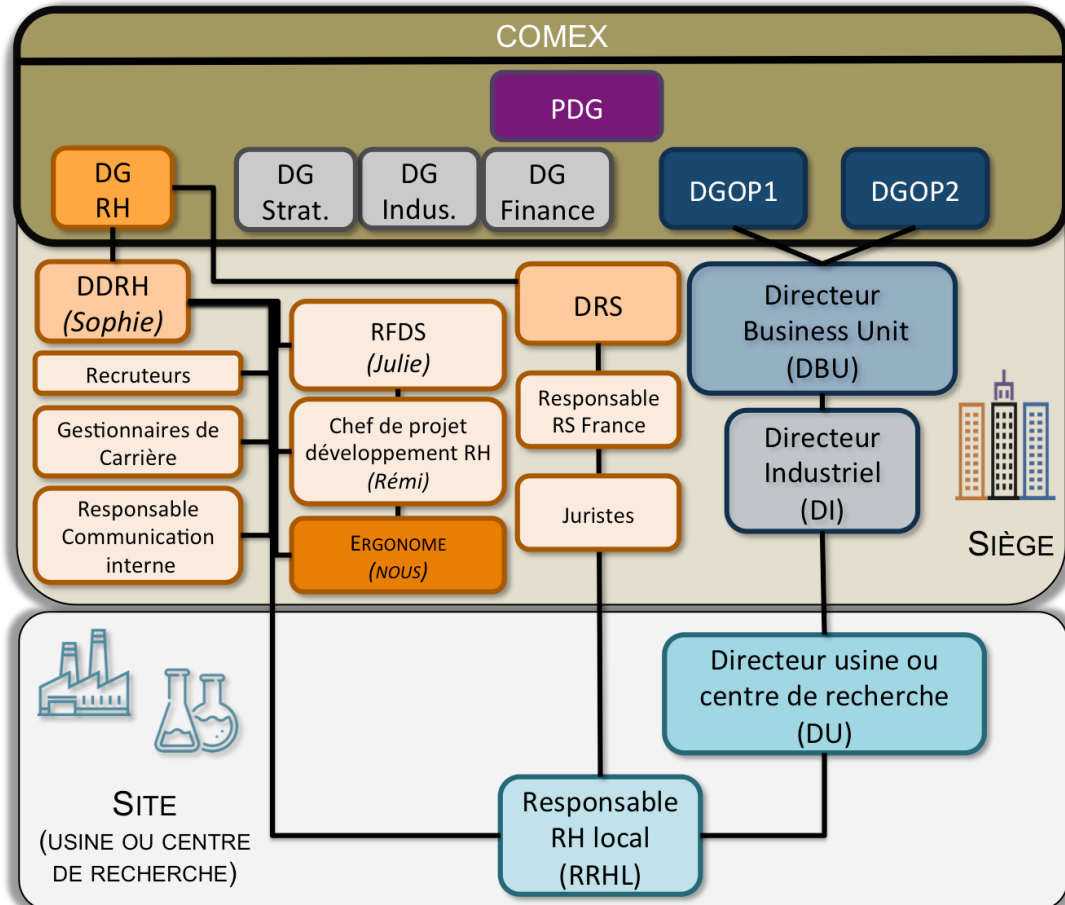 COMEX
PDG
DG
RH
DG
Strat.
DG
Indus.
DG
Finance
DGOP1
DGOP2
DDRH
(Sophie)
Recruteurs
Gestionnaires de
Carrière
Responsable
Communication
interne
RFDS
(Julie)
Chef de projet
développement RH
(Rémi)
ERGONOME
(NOUS)
DRS
Responsable
RS France
Juristes
Directeur
Business Unit
(DBU)
Directeur
Industriel
(DI)
SIÈGE
SITE
(USINE OU CENTRE
DE RECHERCHE)
Directeur usine ou
centre de recherche
(DU)
Responsable
RH local
(RRHL)